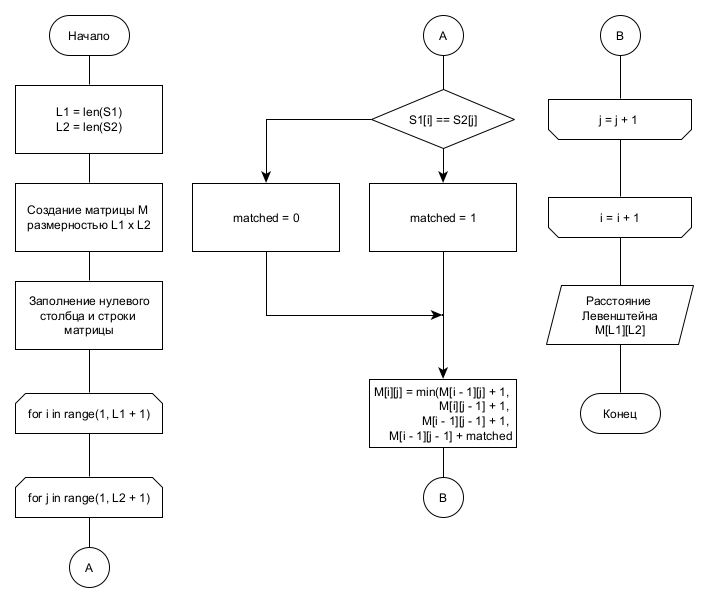 Начало
L1 = len(S1)
L2 = len(S2)
Создание матрицы M
размерностью L1 x L2
Заполнение нулевого
столбца и строки
матрицы
for i in range(1, L1 + 1)
for j in range(1, L2 + 1)
A
A
S1[i] == S2[j]
matched = 0
matched = 1
M[i][j] = min(M[i - 1][j] + 1,
M[i][j - 1] + 1,
M[i - 1][j - 1] + 1,
M[i - 1][j - 1] + matched
B
B
j = j + 1
i = i + 1
Расстояние
Левенштейна
M[L1][L2]
Конец